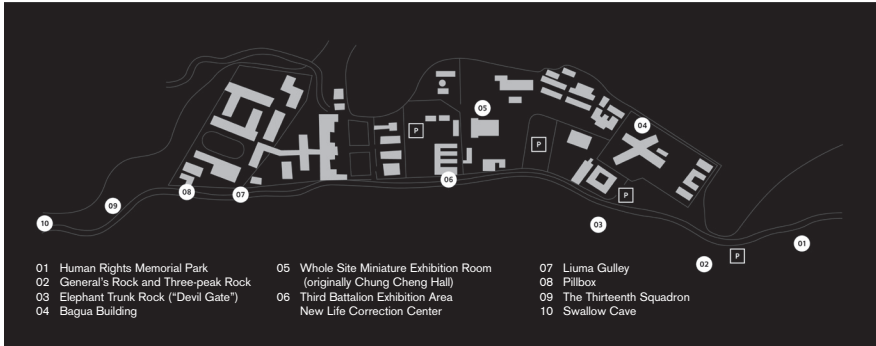 05
04
P
P
08
07
06
P
09
10
03
01
02
P
01 Human Rights Memorial Park
02 General's Rock and Three-peak Rock
03 Elephant Trunk Rock (“Devil Gate”)
04 Bagua Building
05 Whole Site Miniature Exhibition Room
(originally Chung Cheng Hall)
06 Third Battalion Exhibition Area
New Life Correction Center
07 Liuma Gulley
08 Pillbox
09 The Thirteenth Squadron
10 Swallow Cave